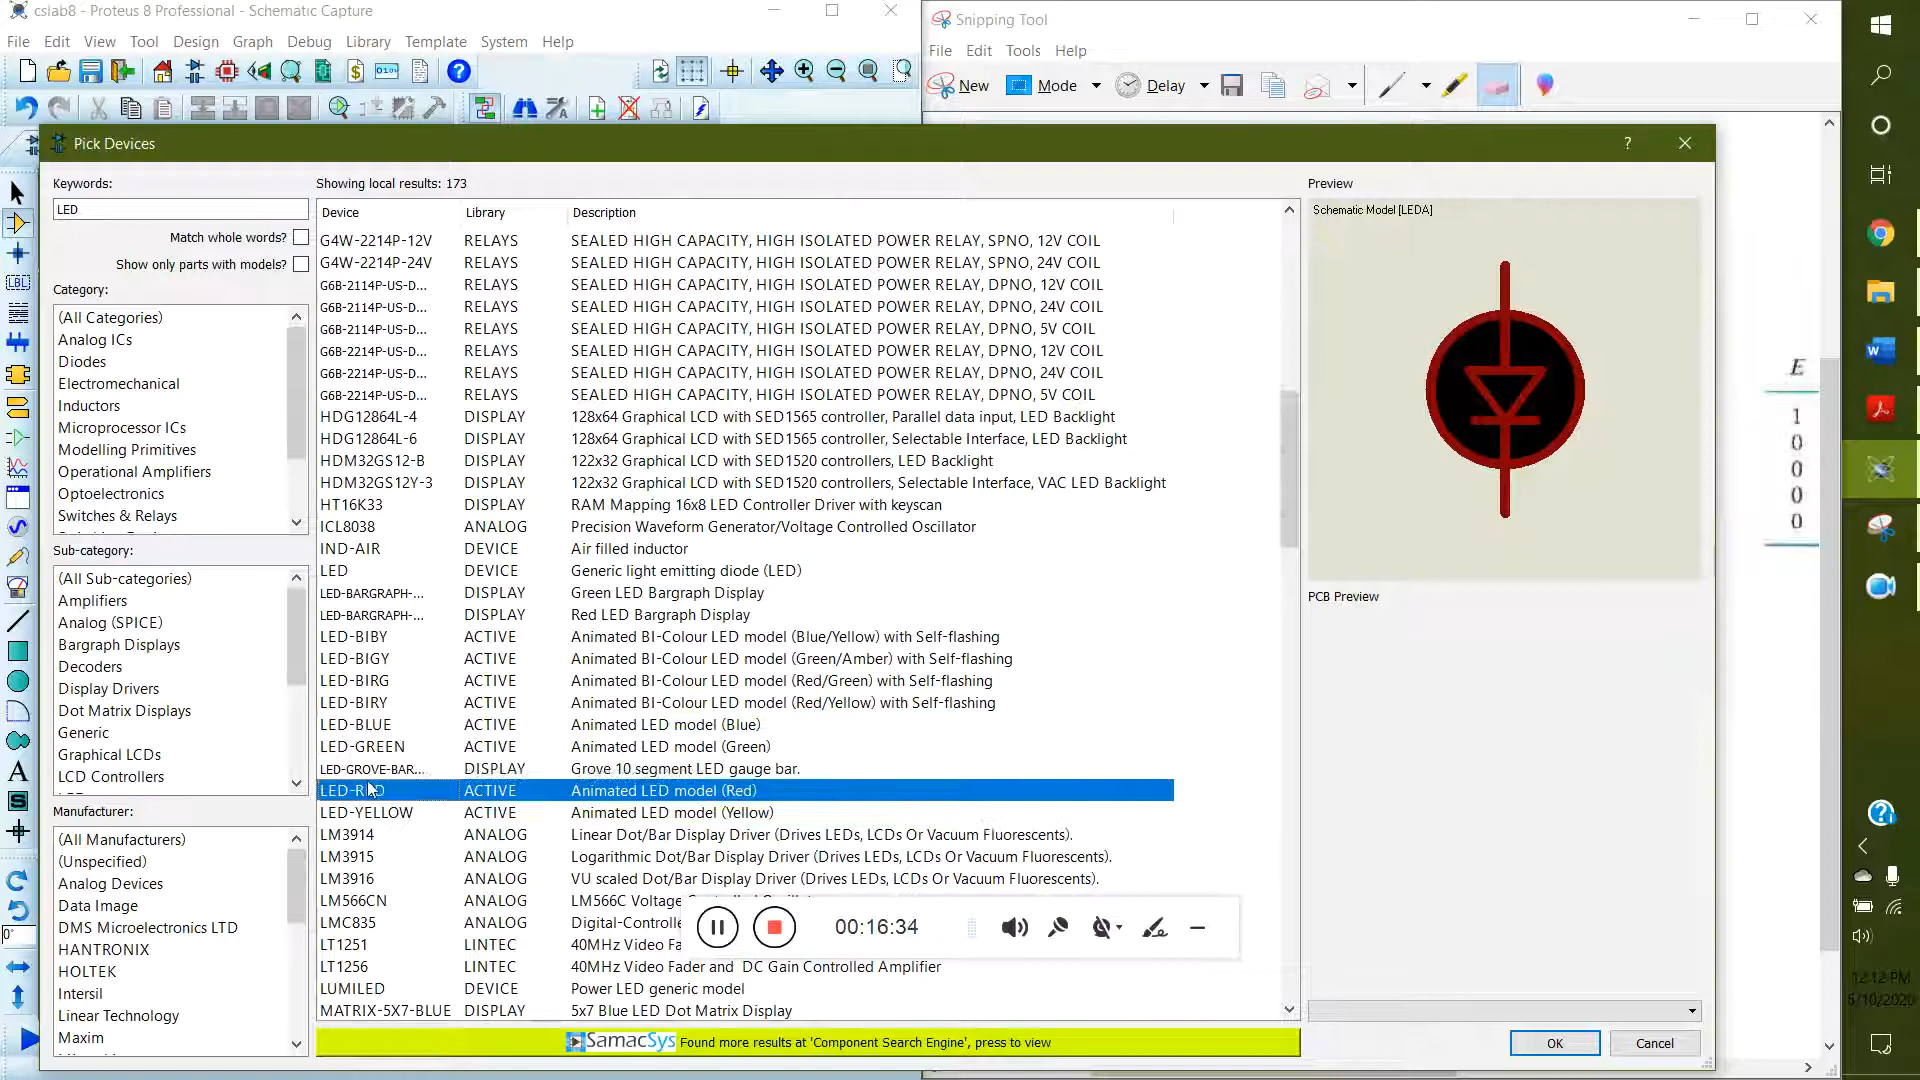 cslab8 - Proteus 8 Professional - Schematic Capture
File Edit View Tool Design Graph Debug Library Template System Help
Snipping Tool
File Edit Tools Help
New Mode Delay
Pick Devices
Keywords:
LED
Match whole words?
Show only parts with models?
Category:
(All Categories)
Analog ICs
Diodes
Electromechanical
Inductors
Microprocessor ICs
Modelling Primitives
Operational Amplifiers
Optoelectronics
Switches & Relays
Sub-category:
(All Sub-categories)
Amplifiers
Analog (SPICE)
Bargraph Displays
Decoders
Display Drivers
Dot Matrix Displays
Generic
Graphical LCDs
LCD Controllers
Manufacturer:
(All Manufacturers)
(Unspecified)
Analog Devices
Data Image
DMS Microelectronics LTD
HANTRONIX
HOLTEK
Intersil
Linear Technology
Maxim
Showing local results: 173
Device Library Description
G4W-2214P-12V RELAYS SEALED HIGH CAPACITY, HIGH ISOLATED POWER RELAY, SPNO, 12V COIL
G4W-2214P-24V RELAYS SEALED HIGH CAPACITY, HIGH ISOLATED POWER RELAY, SPNO, 24V COIL
G6B-2114P-US-D... RELAYS SEALED HIGH CAPACITY, HIGH ISOLATED POWER RELAY, DPNO, 12V COIL
G6B-2114P-US-D... RELAYS SEALED HIGH CAPACITY, HIGH ISOLATED POWER RELAY, DPNO, 24V COIL
G6B-2114P-US-D... RELAYS SEALED HIGH CAPACITY, HIGH ISOLATED POWER RELAY, DPNO, 5V COIL
G6B-2214P-US-D... RELAYS SEALED HIGH CAPACITY, HIGH ISOLATED POWER RELAY, DPNO, 12V COIL
G6B-2214P-US-D... RELAYS SEALED HIGH CAPACITY, HIGH ISOLATED POWER RELAY, DPNO, 24V COIL
G6B-2214P-US-D... RELAYS SEALED HIGH CAPACITY, HIGH ISOLATED POWER RELAY, DPNO, 5V COIL
HDG12864L-4 DISPLAY 128x64 Graphical LCD with SED1565 controller, Parallel data input, LED Backlight
HDG12864L-6 DISPLAY 128x64 Graphical LCD with SED1565 controller, Selectable Interface, LED Backlight
HDM32GS12-B DISPLAY 122x32 Graphical LCD with SED1520 controllers, LED Backlight
HDM32GS12Y-3 DISPLAY 122x32 Graphical LCD with SED1520 controllers, Selectable Interface, VAC LED Backlight
HT16K33 DISPLAY RAM Mapping 16x8 LED Controller Driver with keyscan
ICL8038 ANALOG Precision Waveform Generator/Voltage Controlled Oscillator
IND-AIR DEVICE Air filled inductor
LED DEVICE Generic light emitting diode (LED)
LED-BARGRAPH-... DISPLAY Green LED Bargraph Display
LED-BARGRAPH-... DISPLAY Red LED Bargraph Display
LED-BIBY ACTIVE Animated BI-Colour LED model (Blue/Yellow) with Self-flashing
LED-BIGY ACTIVE Animated BI-Colour LED model (Green/Amber) with Self-flashing
LED-BIRG ACTIVE Animated BI-Colour LED model (Red/Green) with Self-flashing
LED-BIRY ACTIVE Animated BI-Colour LED model (Red/Yellow) with Self-flashing
LED-BLUE ACTIVE Animated LED model (Blue)
LED-GREEN ACTIVE Animated LED model (Green)
LED-GROVE-BAR... DISPLAY Grove 10 segment LED gauge bar.
LED-RED ACTIVE Animated LED model (Red)
LED-YELLOW ACTIVE Animated LED model (Yellow)
LM3914 ANALOG Linear Dot/Bar Display Driver (Drives LEDs, LCDs Or Vacuum Fluorescents).
LM3915 ANALOG Logarithmic Dot/Bar Display Driver (Drives LEDs, LCDs Or Vacuum Fluorescents).
LM3916 ANALOG VU scaled Dot/Bar Display Driver (Drives LEDs, LCDs Or Vacuum Fluorescents).
LM566CN ANALOG LM566C Voltage
LMC835 ANALOG Digital-Controlle
LT1251 LINTEC 40MHz Video Fa
LT1256 LINTEC 40MHz Video Fader and DC Gain Controlled Amplifier
LUMILED DEVICE Power LED generic model
MATRIX-5X7-BLUE DISPLAY 5x7 Blue LED Dot Matrix Display
00:16:34
SamacSys Found more results at 'Component Search Engine', press to view
Preview
Schematic Model [LEDA]
PCB Preview
OK Cancel
E
1
0
0
0
0
LBL
A
S
0°
12:12 PM
5/10/2020